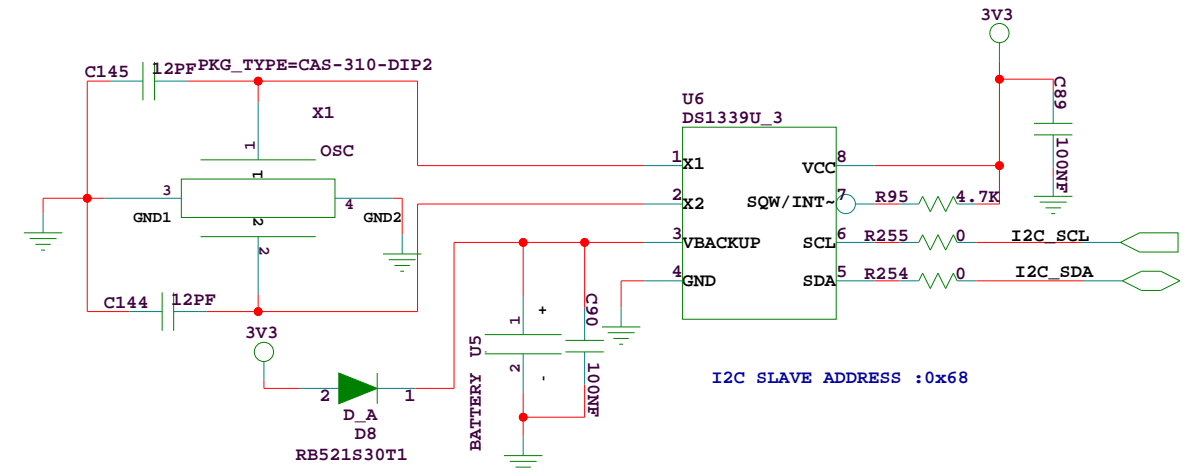 3V3
C145
12PF
PKG_TYPE=CAS-310-DIP2
C89
100NF
U6
DS1339U_3
X1
OSC
1
1
1
X1
VCC
8
3
4
GND1
GND2
2
X2
SQW/INT~
7
R95
4.7K
2
2
3
VBACKUP
SCL
6
R255
0
I2C_SCL
4
GND
SDA
5
R254
0
I2C_SDA
C144
12PF
3V3
1
+
C90
100NF
U5
BATTERY
2
-
I2C SLAVE ADDRESS :0x68
2
1
D_A
D8
RB521S30T1